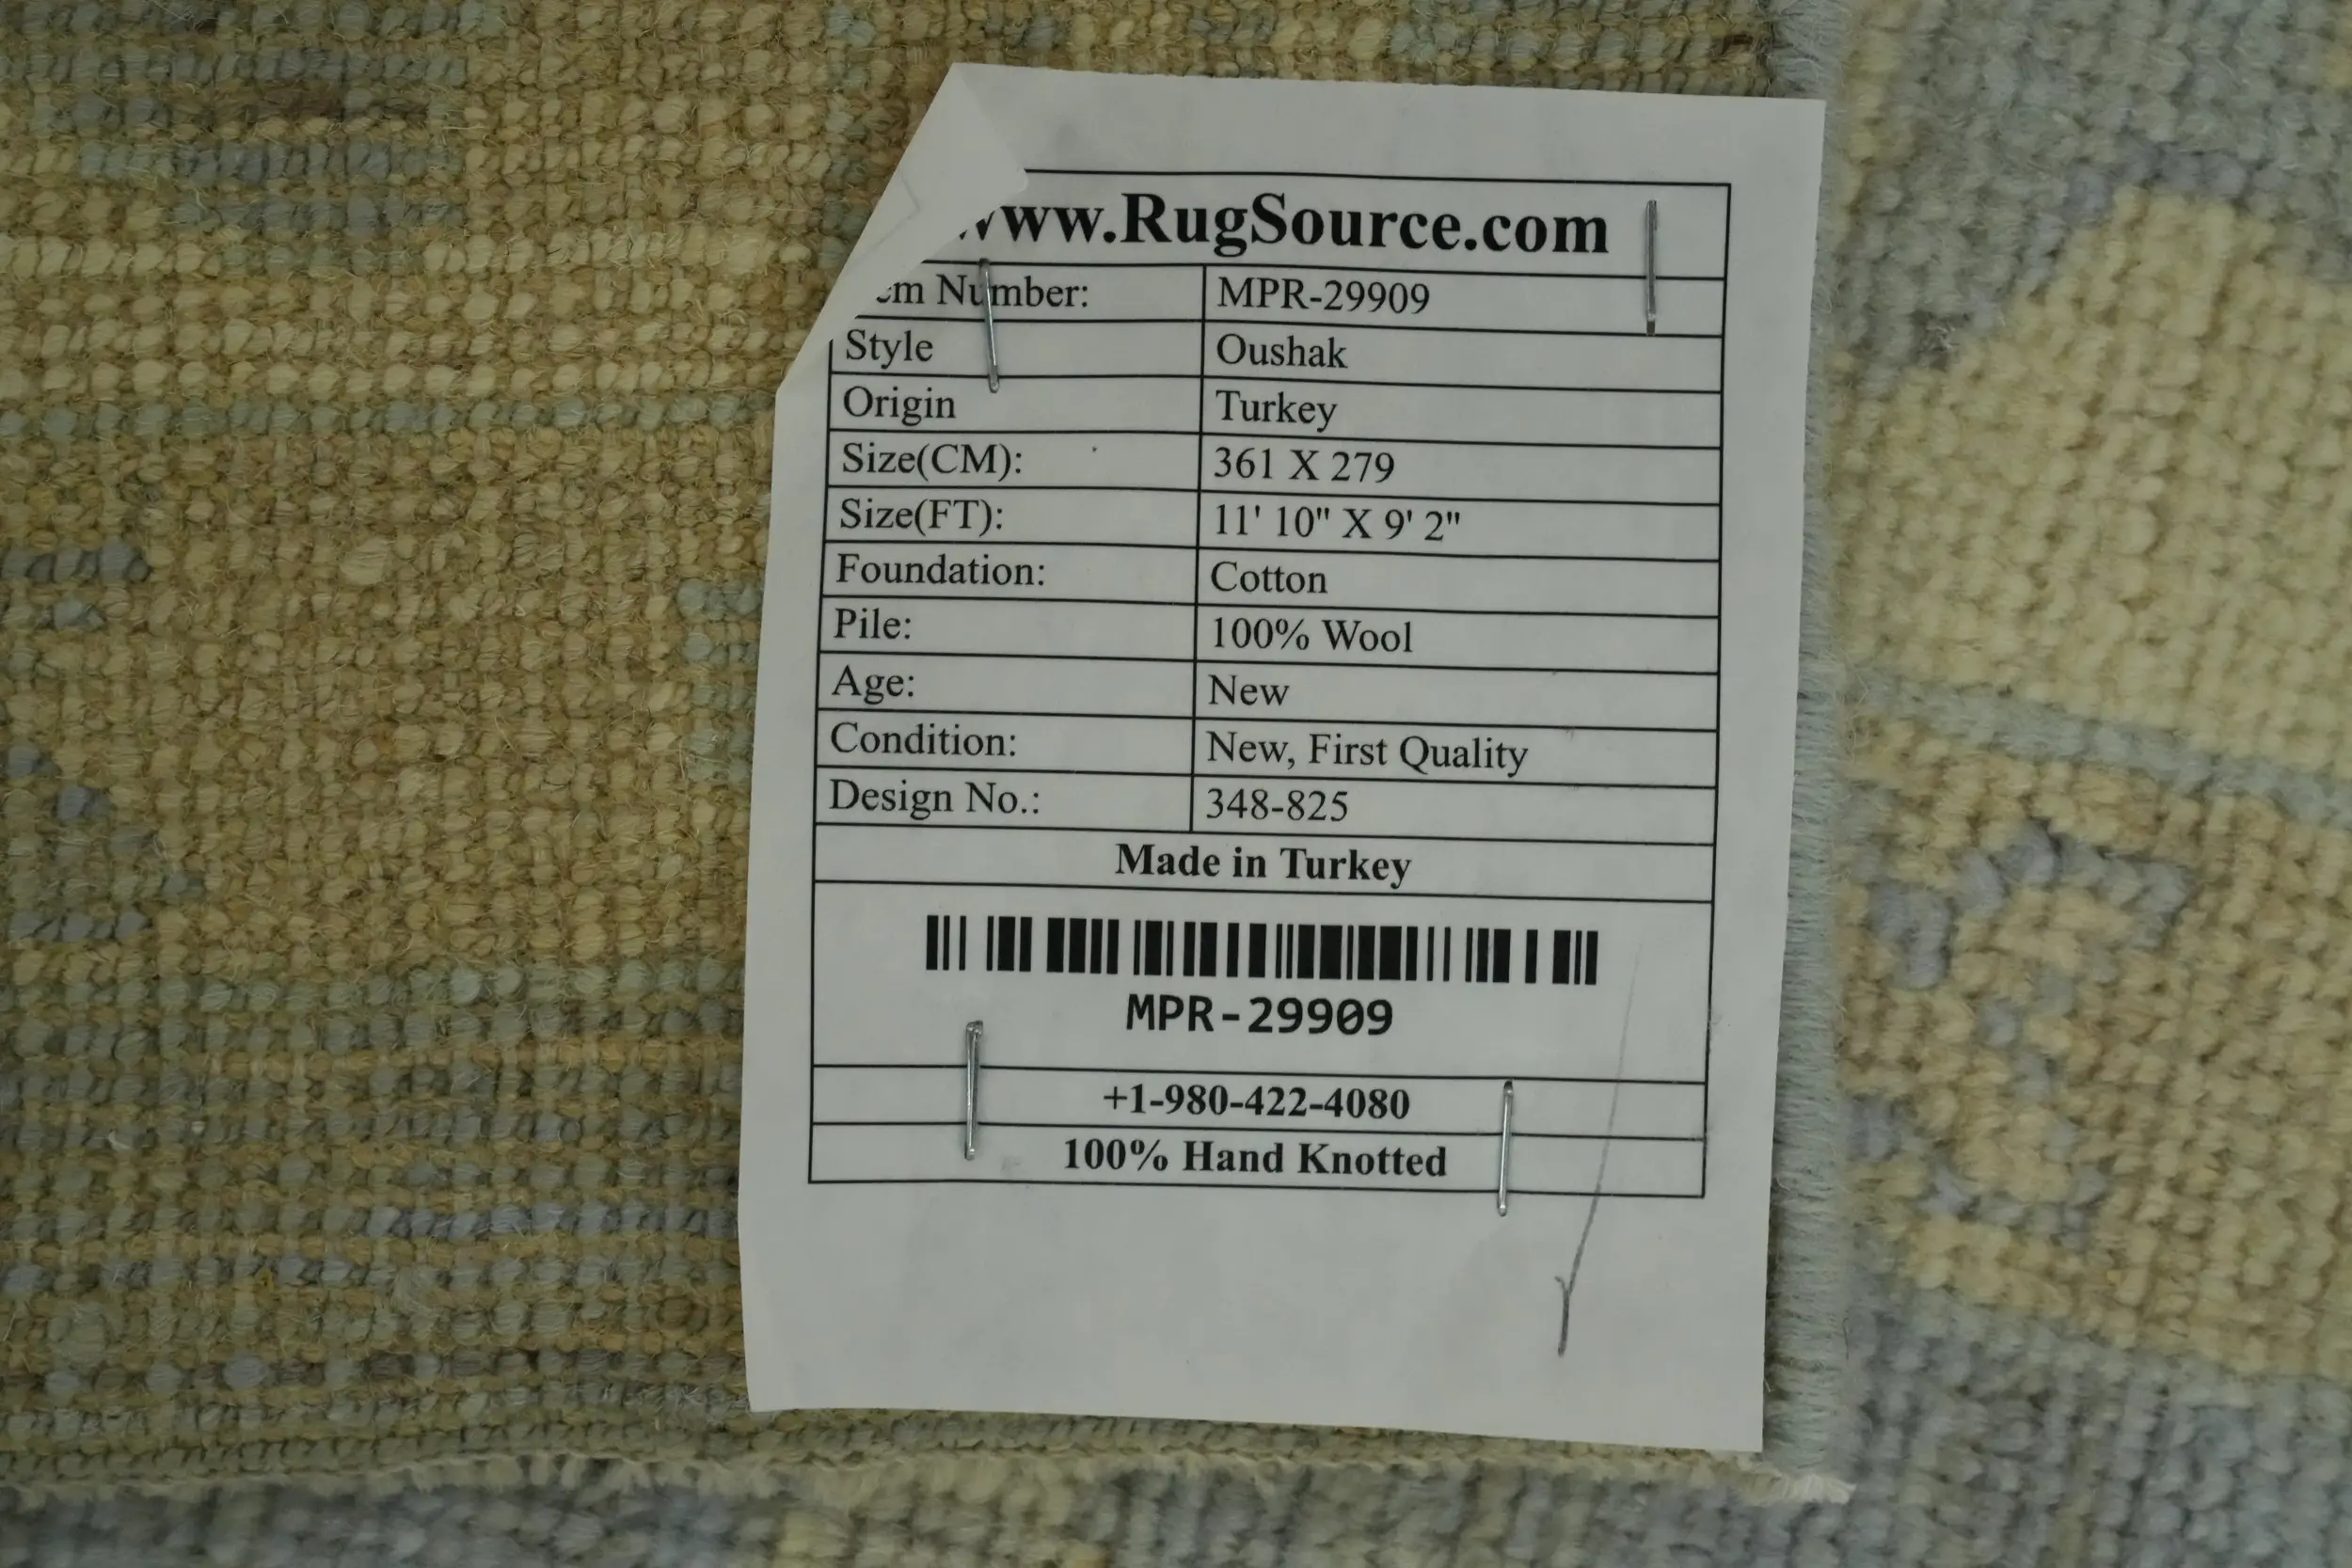 www.RugSource.com
em Number: MPR-29909
Style Oushak
Origin Turkey
Size(CM): 361 X 279
Size(FT): 11' 10" X 9' 2"
Foundation: Cotton
Pile: 100% Wool
Age: New
Condition: New, First Quality
Design No.: 348-825
Made in Turkey
MPR-29909
+1-980-422-4080
100% Hand Knotted